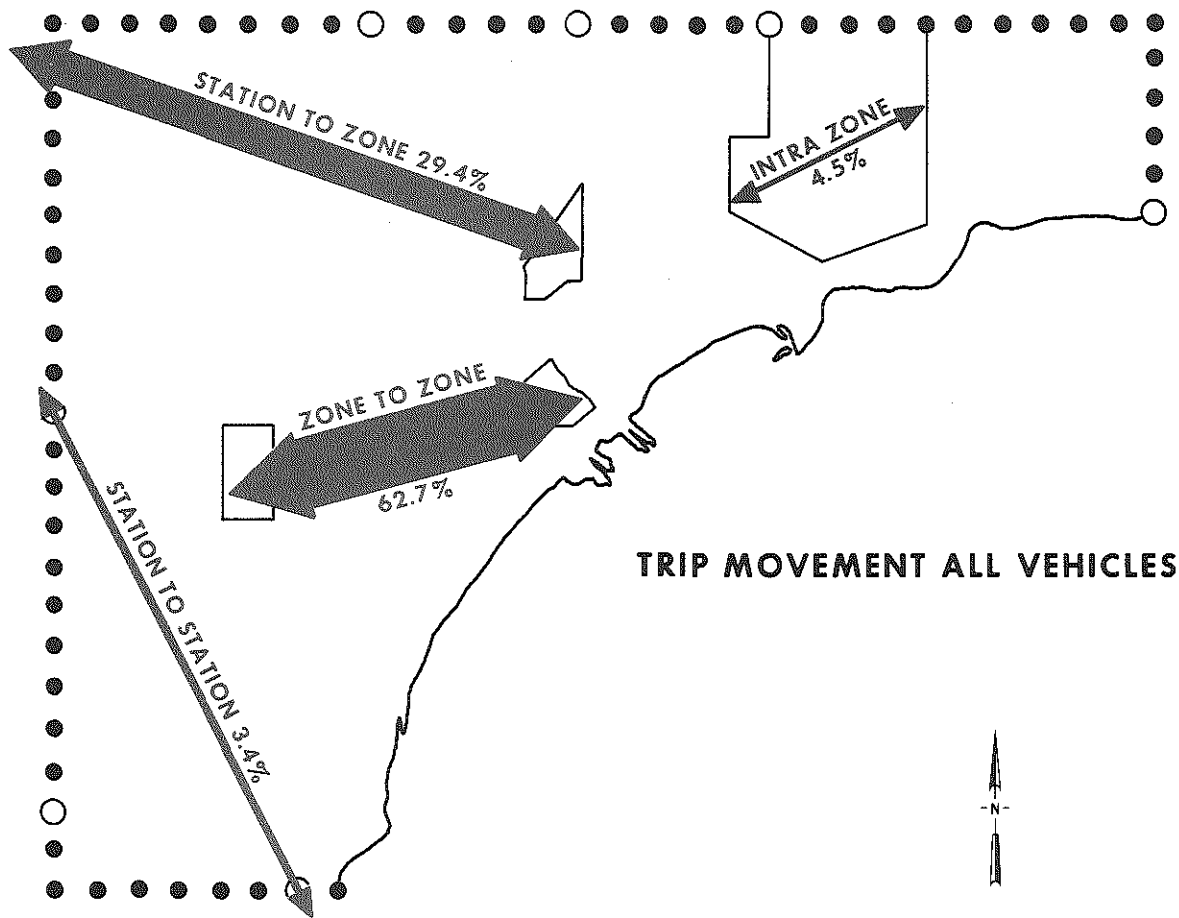 STATION TO ZONE 29.4%
INTRA ZONE
4.5%
ZONE TO ZONE
62.7%
STATION TO STATION 3.4%
TRIP MOVEMENT ALL VEHICLES
-N-